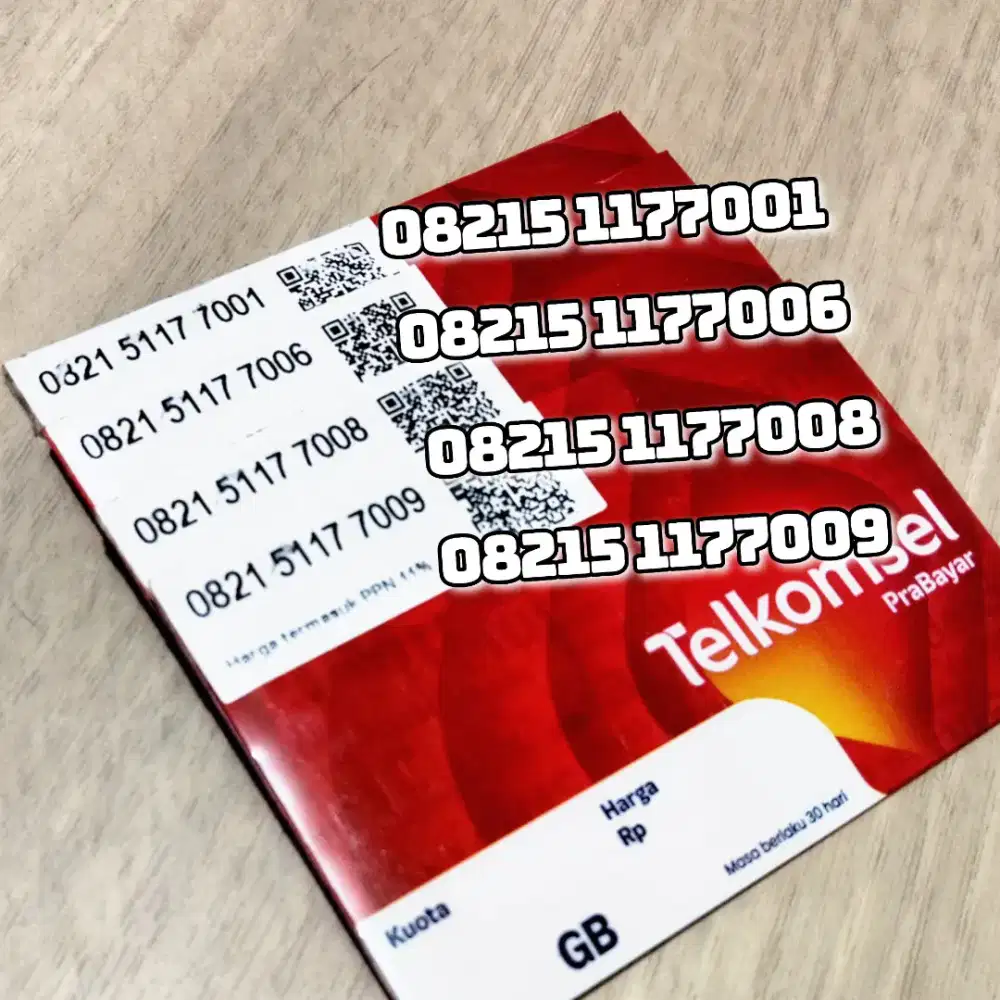 0821 5117 7001
0821 5117 7006
0821 5117 7008
0821 5117 7009
Harga termasuk PPN 11%
08215 1177001
08215 1177006
08215 1177008
08215 1177009
Telkomsel
PraBayar
Harga
Rp
Masa berlaku 30 hari
Kuota
GB